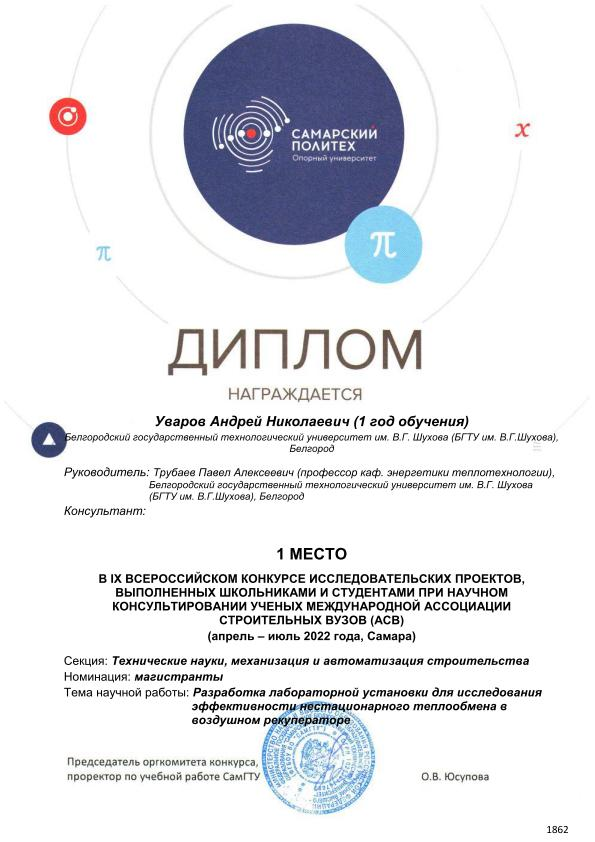 САМАРСКИЙ
ПОЛИТЕХ
Опорный университет
x
π
π
ДИПЛОМ
НАГРАЖДАЕТСЯ
Уваров Андрей Николаевич (1 год обучения)
Белгородский государственный технологический университет им. В.Г. Шухова (БГТУ им. В.Г.Шухова),
Белгород
Руководитель: Трубаев Павел Алексеевич (профессор каф. энергетики теплотехнологии),
Белгородский государственный технологический университет им. В.Г. Шухова
(БГТУ им. В.Г.Шухова), Белгород
Консультант:
1 МЕСТО
В IX ВСЕРОССИЙСКОМ КОНКУРСЕ ИССЛЕДОВАТЕЛЬСКИХ ПРОЕКТОВ,
ВЫПОЛНЕННЫХ ШКОЛЬНИКАМИ И СТУДЕНТАМИ ПРИ НАУЧНОМ
КОНСУЛЬТИРОВАНИИ УЧЕНЫХ МЕЖДУНАРОДНОЙ АССОЦИАЦИИ
СТРОИТЕЛЬНЫХ ВУЗОВ (АСВ)
(апрель – июль 2022 года, Самара)
Секция: Технические науки, механизация и автоматизация строительства
Номинация: магистранты
Тема научной работы: Разработка лабораторной установки для исследования
эффективности нестационарного теплообмена в
воздушном рекуператоре
Председатель оргкомитета конкурса,
проректор по учебной работе СамГТУ
О.В. Юсупова
1862